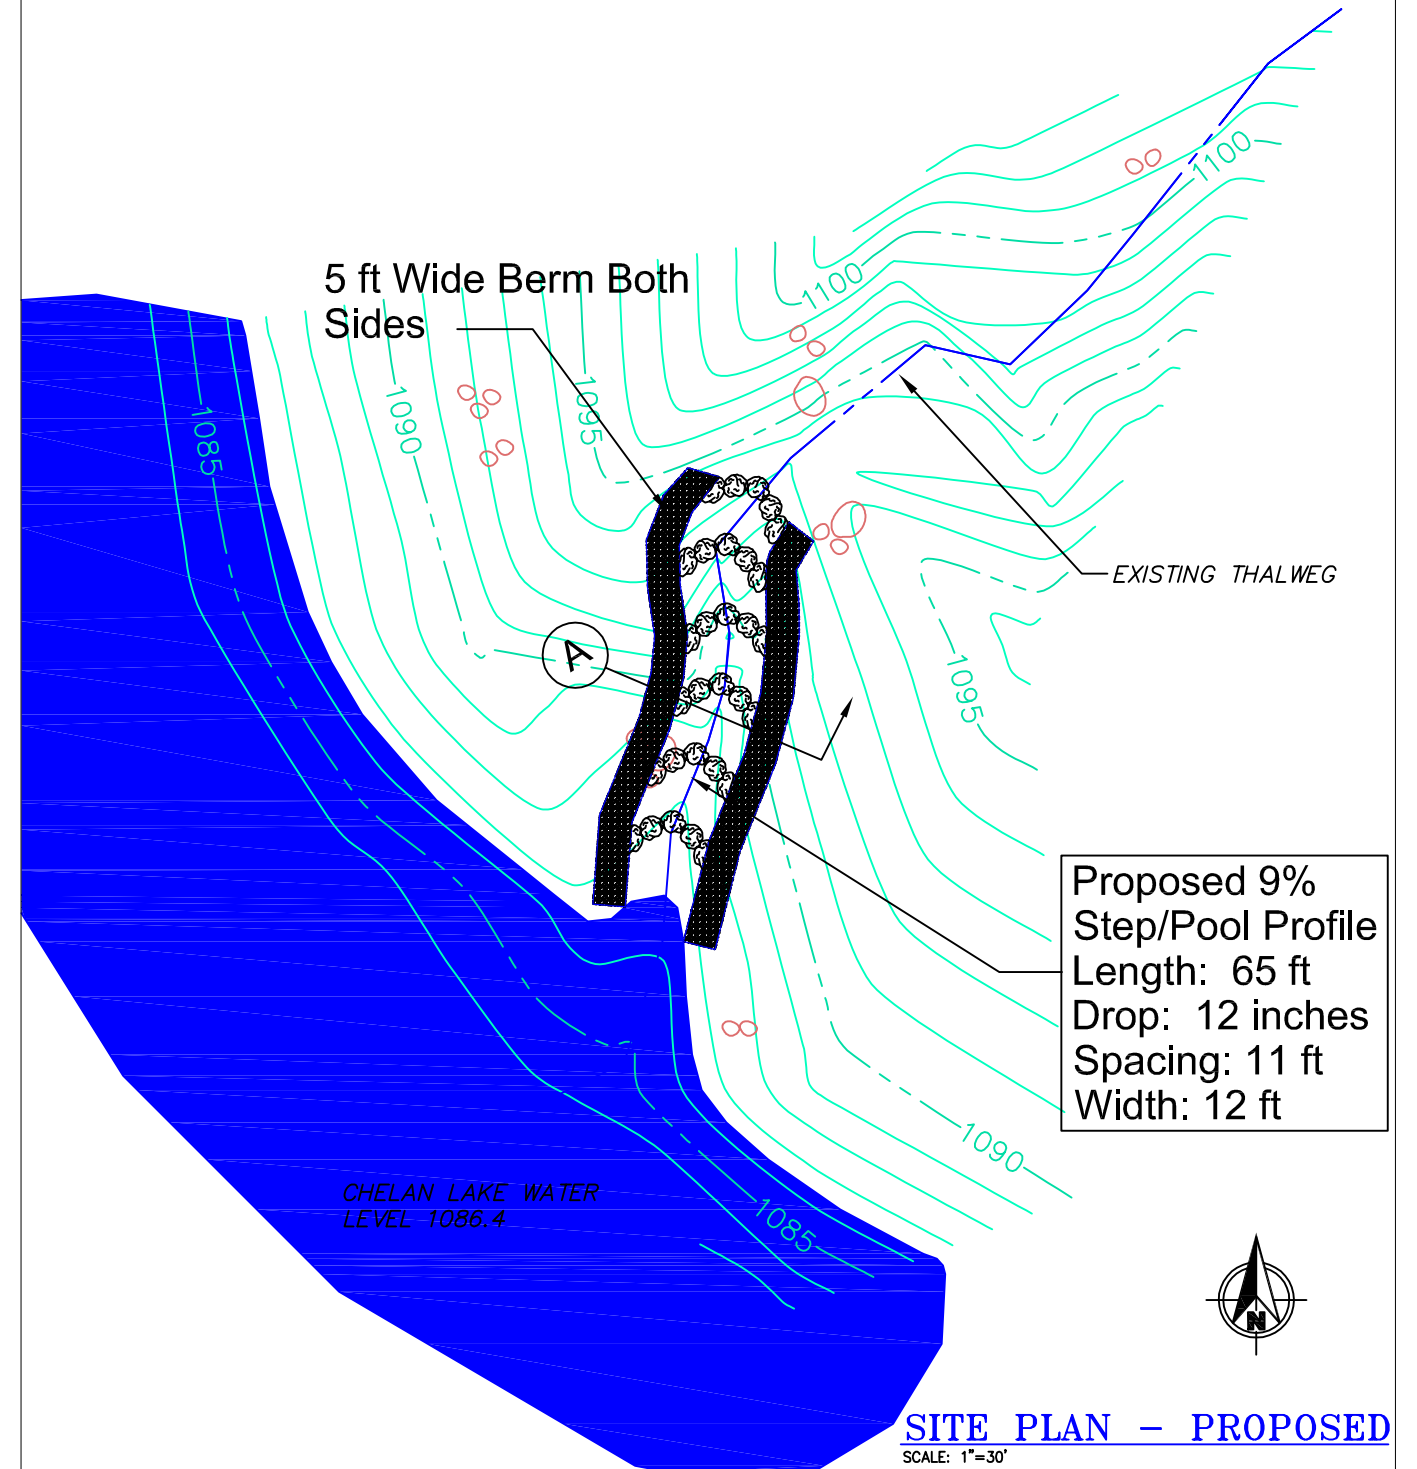 1100
5 ft Wide Berm Both
Sides
1100
1095
1090
1085
EXISTING THALWEG
A
1095
Proposed 9%
Step/Pool Profile
Length: 65 ft
Drop: 12 inches
Spacing: 11 ft
Width: 12 ft
1090
CHELAN LAKE WATER
LEVEL 1086.4
1085
N
SITE PLAN - PROPOSED
SCALE: 1"=30'